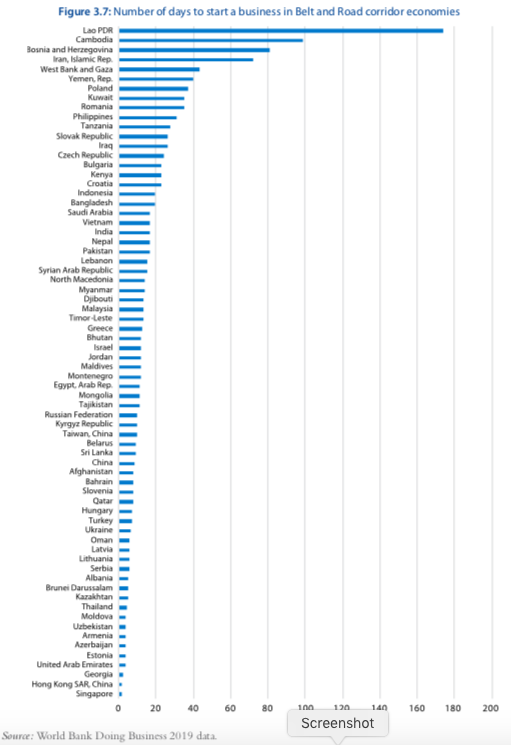 Figure 3.7: Number of days to start a business in Belt and Road corridor economies
Lao PDR
Cambodia
Bosnia and Herzegovina
Iran, Islamic Rep.
West Bank and Gaza
Yemen, Rep.
Poland
Kuwait
Romania
Philippines
Tanzania
Slovak Republic
Iraq
Czech Republic
Bulgaria
Kenya
Croatia
Indonesia
Bangladesh
Saudi Arabia
Vietnam
India
Nepal
Pakistan
Lebanon
Syrian Arab Republic
North Macedonia
Myanmar
Djibouti
Malaysia
Timor-Leste
Greece
Bhutan
Israel
Jordan
Maldives
Montenegro
Egypt, Arab Rep.
Mongolia
Tajikistan
Russian Federation
Kyrgyz Republic
Taiwan, China
Belarus
Sri Lanka
China
Afghanistan
Bahrain
Slovenia
Qatar
Hungary
Turkey
Ukraine
Oman
Latvia
Lithuania
Serbia
Albania
Brunei Darussalam
Kazakhtan
Thailand
Moldova
Uzbekistan
Armenia
Azerbaijan
Estonia
United Arab Emirates
Georgia
Hong Kong SAR, China
Singapore
0 20 40 60 80 100 120 140 160 180 200
Screenshot
Source: World Bank Doing Business 2019 data.